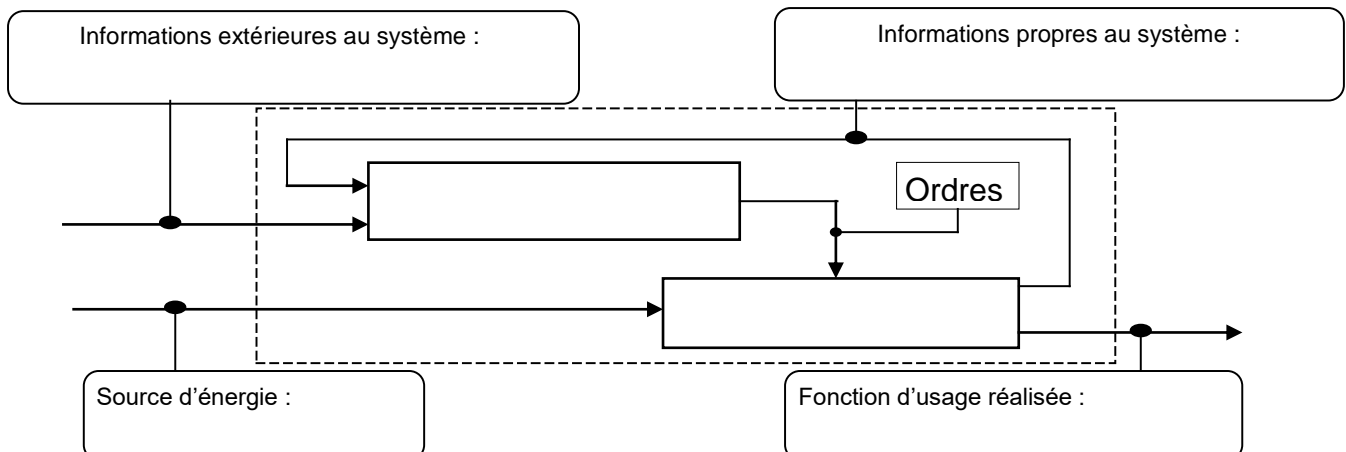 Informations extérieures au système :
Informations propres au système :
Ordres
Source d’énergie :
Fonction d’usage réalisée :